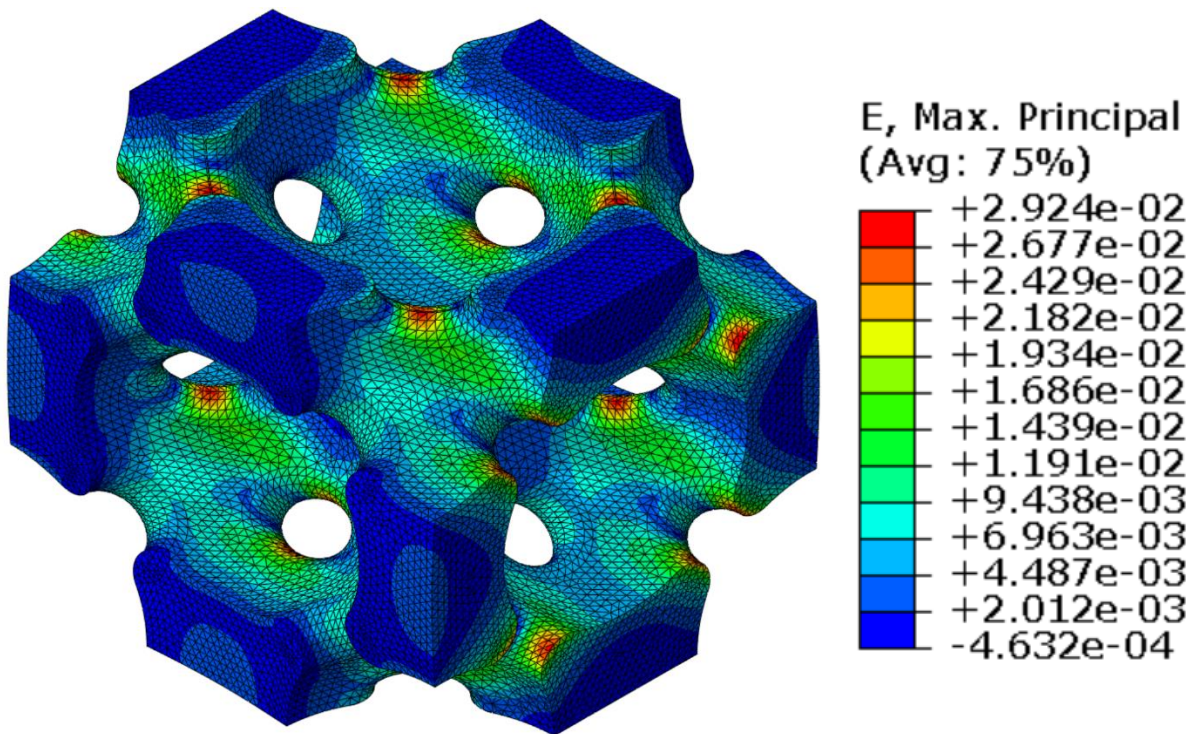 E, Max. Principal
(Avg: 75%)
+2.924e-02
+2.677e-02
+2.429e-02
+2.182e-02
+1.934e-02
+1.686e-02
+1.439e-02
+1.191e-02
+9.438e-03
+6.963e-03
+4.487e-03
+2.012e-03
-4.632e-04